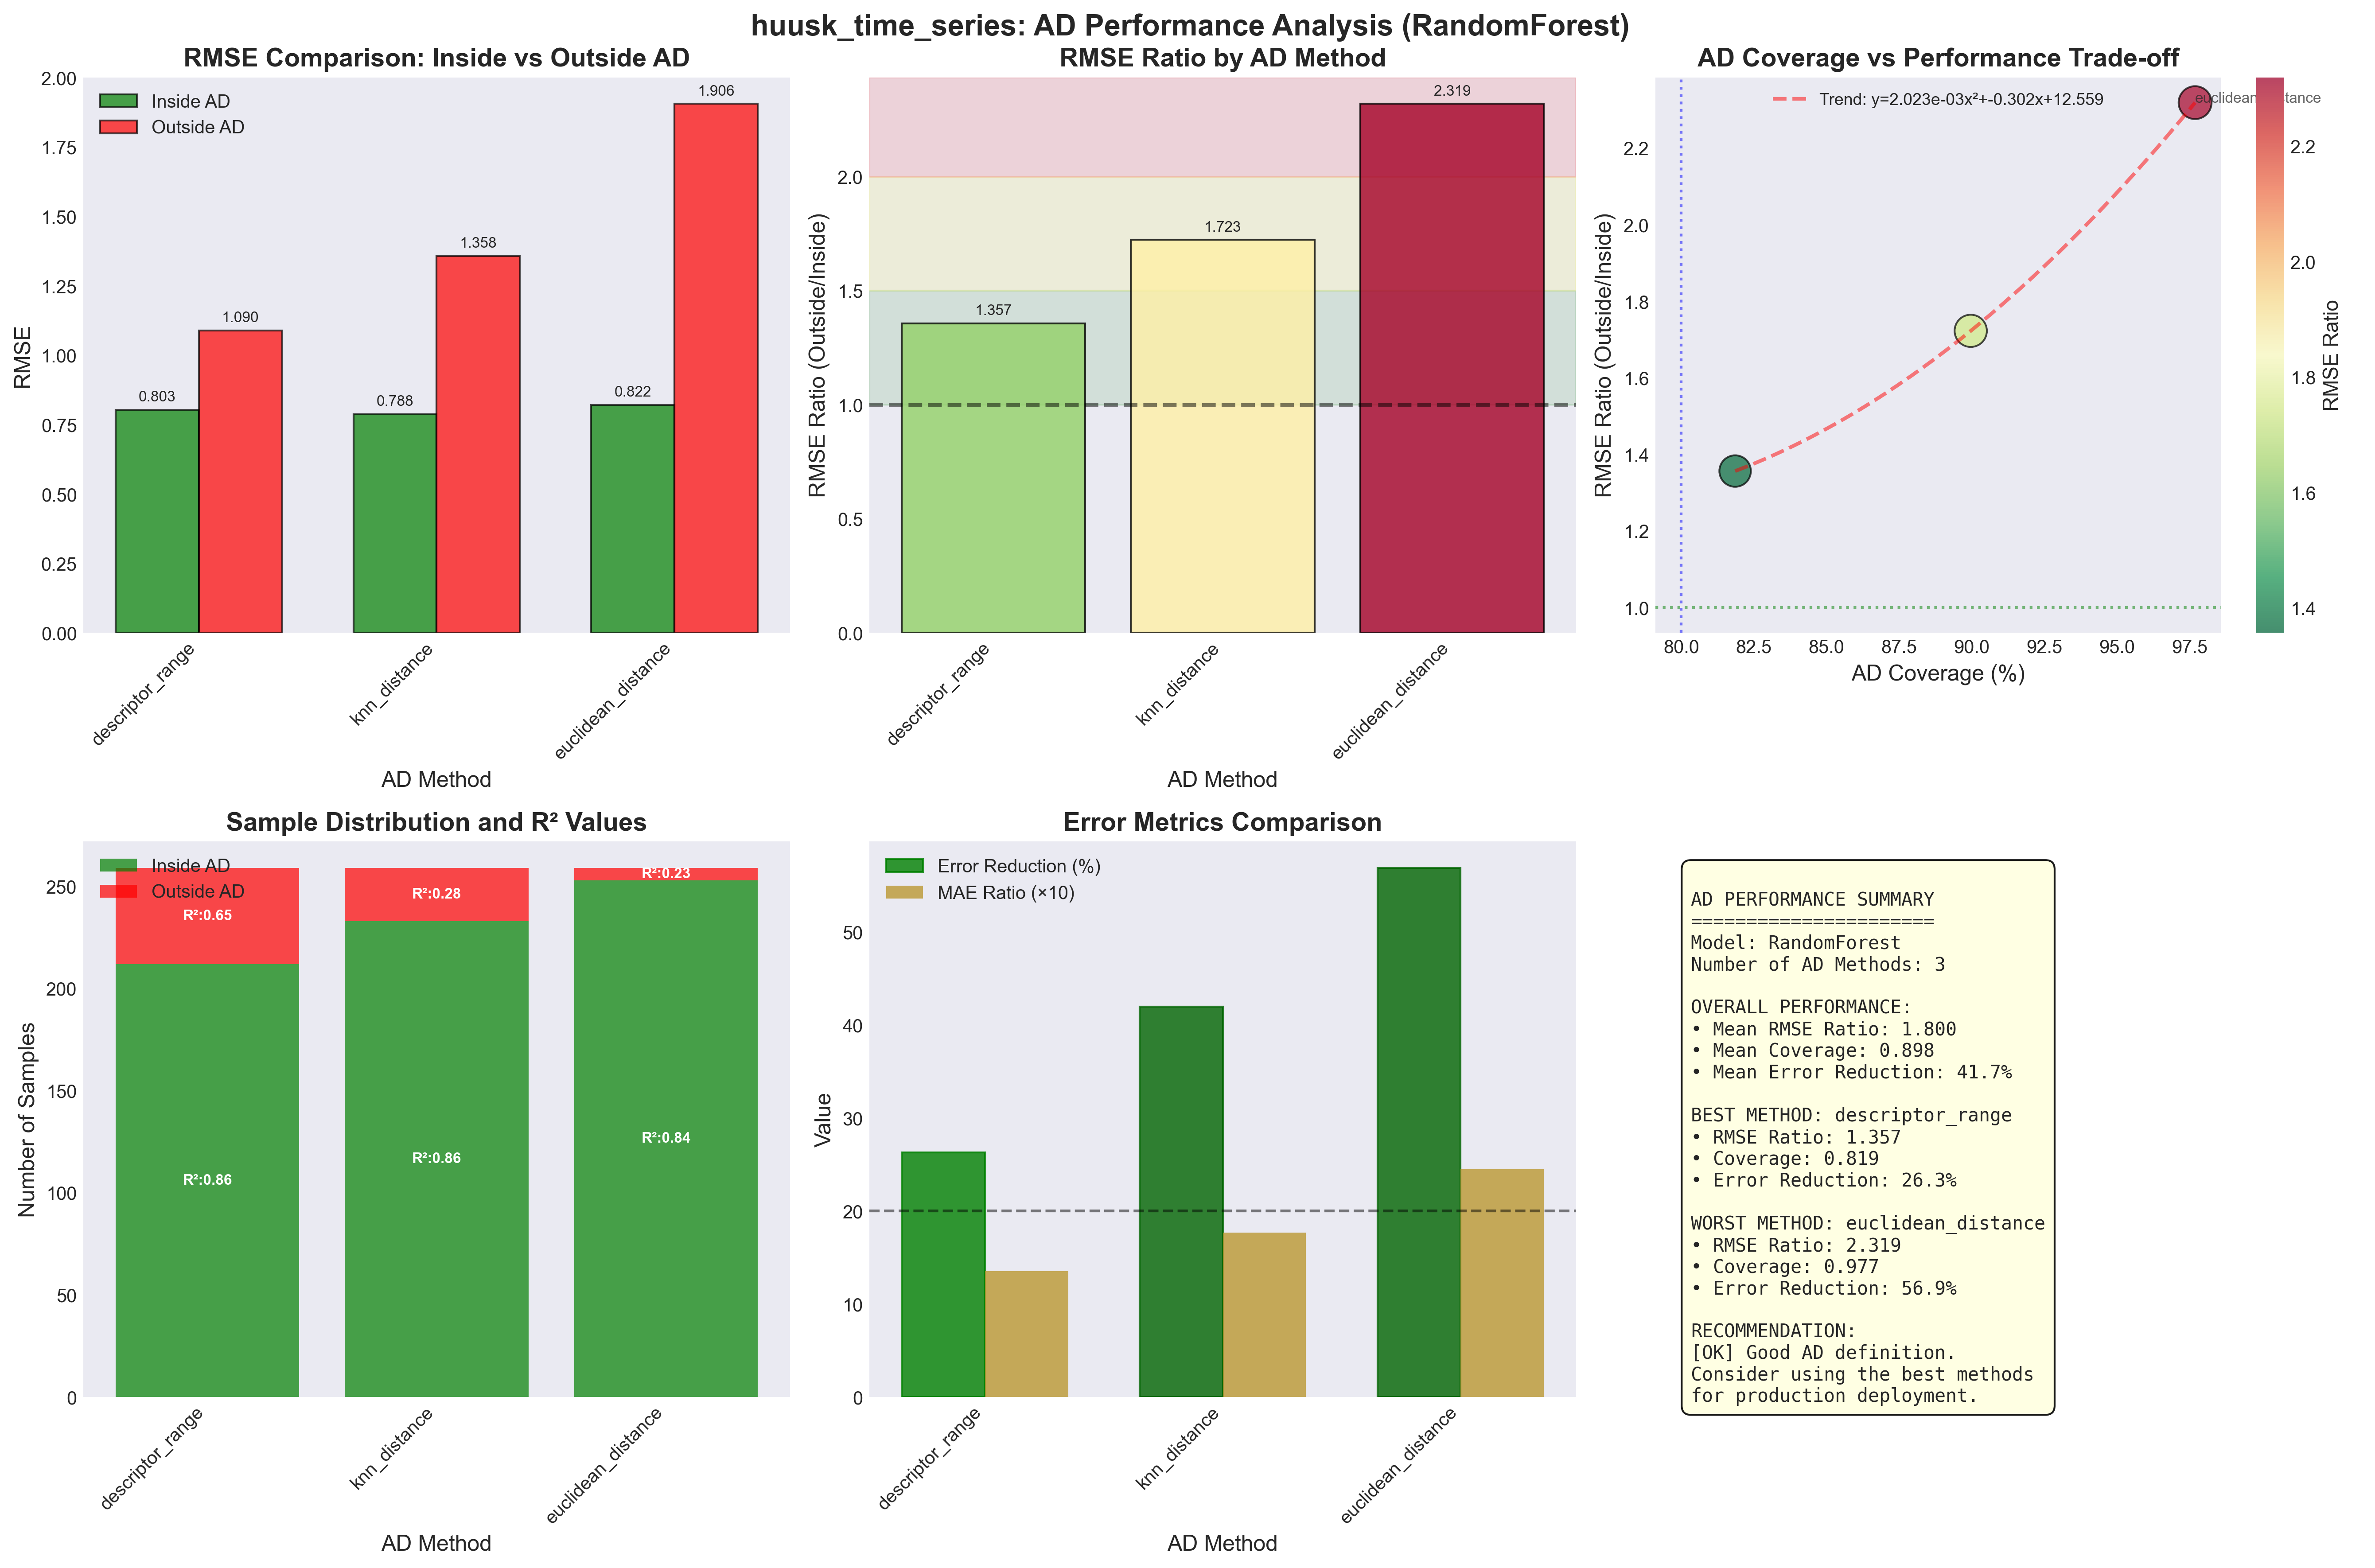 huusk_time_series: AD Performance Analysis (RandomForest)
RMSE Comparison: Inside vs Outside AD
Inside AD
Outside AD
RMSE
2.00
1.75
1.50
1.25
1.00
0.75
0.50
0.25
0.00
0.803
1.090
0.788
1.358
0.822
1.906
descriptor_range
knn_distance
euclidean_distance
AD Method
RMSE Ratio by AD Method
RMSE Ratio (Outside/Inside)
2.0
1.5
1.0
0.5
0.0
1.357
1.723
2.319
descriptor_range
knn_distance
euclidean_distance
AD Method
AD Coverage vs Performance Trade-off
Trend: y=2.023e-03x²+-0.302x+12.559
euclidean_distance
RMSE Ratio (Outside/Inside)
2.2
2.0
1.8
1.6
1.4
1.2
1.0
80.0
82.5
85.0
87.5
90.0
92.5
95.0
97.5
AD Coverage (%)
2.2
2.0
1.8
1.6
1.4
RMSE Ratio
Sample Distribution and R² Values
Inside AD
Outside AD
Number of Samples
250
200
150
100
50
0
R²:0.65
R²:0.28
R²:0.23
R²:0.86
R²:0.86
R²:0.84
descriptor_range
knn_distance
euclidean_distance
AD Method
Error Metrics Comparison
Error Reduction (%)
MAE Ratio (×10)
Value
50
40
30
20
10
0
descriptor_range
knn_distance
euclidean_distance
AD Method
AD PERFORMANCE SUMMARY
======================
Model: RandomForest
Number of AD Methods: 3
OVERALL PERFORMANCE:
• Mean RMSE Ratio: 1.800
• Mean Coverage: 0.898
• Mean Error Reduction: 41.7%
BEST METHOD: descriptor_range
• RMSE Ratio: 1.357
• Coverage: 0.819
• Error Reduction: 26.3%
WORST METHOD: euclidean_distance
• RMSE Ratio: 2.319
• Coverage: 0.977
• Error Reduction: 56.9%
RECOMMENDATION:
[OK] Good AD definition.
Consider using the best methods
for production deployment.